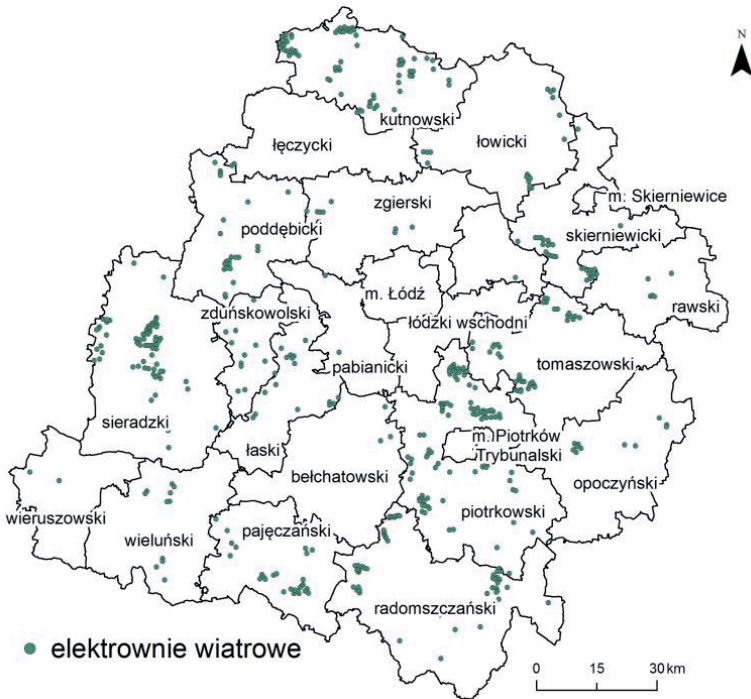 N
kutnowski
łęczycki
łowicki
m. Skierniewice
zgierski
poddębicki
skierniewicki
m. Łódź
rawski
zduńskowolski
łódzki wschodni
pabianicki
tomaszowski
sieradzki
łaski
m. Piotrków
Trybunalski
bełchatowski
opoczyński
wieruszowski
piotrkowski
wieluński
pajęczański
radomszczański
elektrownie wiatrowe
0 15 30 km